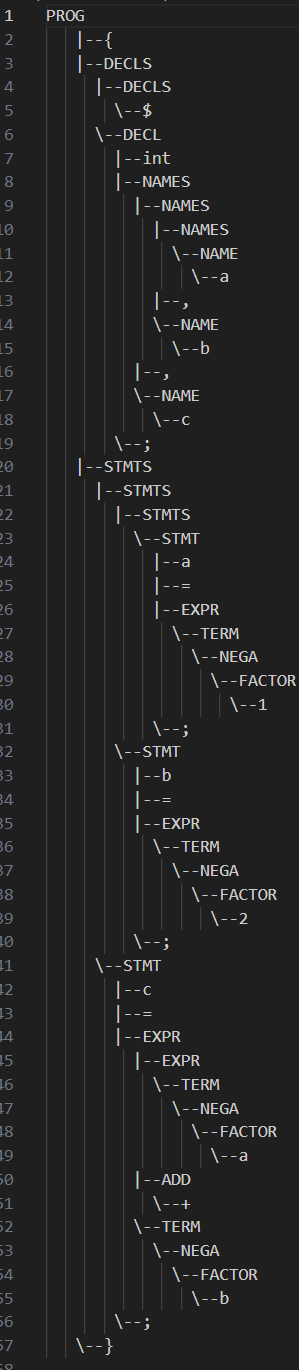 1 PROG
2 |--{
3 |--DECLS
4 |--DECLS
5 \--$
6 \--DECL
7 |--int
8 |--NAMES
9 |--NAMES
10 |--NAMES
11 \--NAME
12 \--a
13 |--,
14 \--NAME
15 \--b
16 |--,
17 \--NAME
18 \--c
19 \--;
20 |--STMTS
21 |--STMTS
22 |--STMTS
23 \--STMT
24 |--a
25 |--=
26 |--EXPR
27 \--TERM
28 \--NEGA
29 \--FACTOR
30 \--1
31 \--;
32 \--STMT
33 |--b
34 |--=
35 |--EXPR
36 \--TERM
37 \--NEGA
38 \--FACTOR
39 \--2
40 \--;
41 \--STMT
42 |--c
43 |--=
44 |--EXPR
45 |--EXPR
46 \--TERM
47 \--NEGA
48 \--FACTOR
49 \--a
50 |--ADD
51 \--+
52 \--TERM
53 \--NEGA
54 \--FACTOR
55 \--b
56 \--;
57 \--}